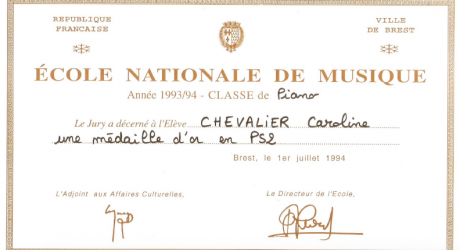 RÉPUBLIQUE FRANCAISE
VILLE DE BREST
ÉCOLE NATIONALE DE MUSIQUE
Année 1993/94 - CLASSE de Piano
Le Jury a décerné à l'Elève CHEVALIER Caroline
une médaille d'or en PS2
Brest, le 1er juillet 1994
L'Adjoint aux Affaires Culturelles,
Le Directeur de l'Ecole,